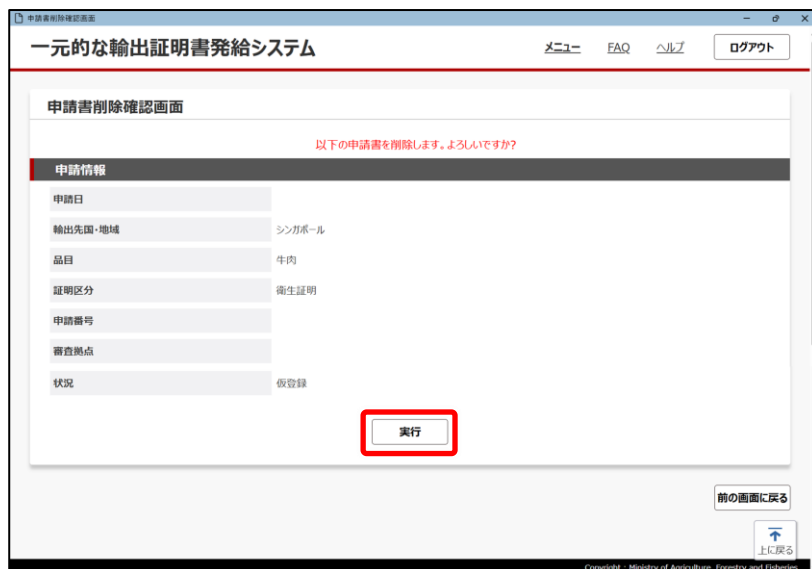 申請書削除確認画面
一元的な輸出証明書発給システム
メニュー FAQ ヘルプ ログアウト
申請書削除確認画面
以下の申請書を削除します。よろしいですか?
申請情報
申請日
輸出先国・地域 シンガポール
品目 牛肉
証明区分 衛生証明
申請番号
審査拠点
状況 仮登録
実行
前の画面に戻る
上に戻る
Copyright : Ministry of Agriculture, Forestry and Fisheries